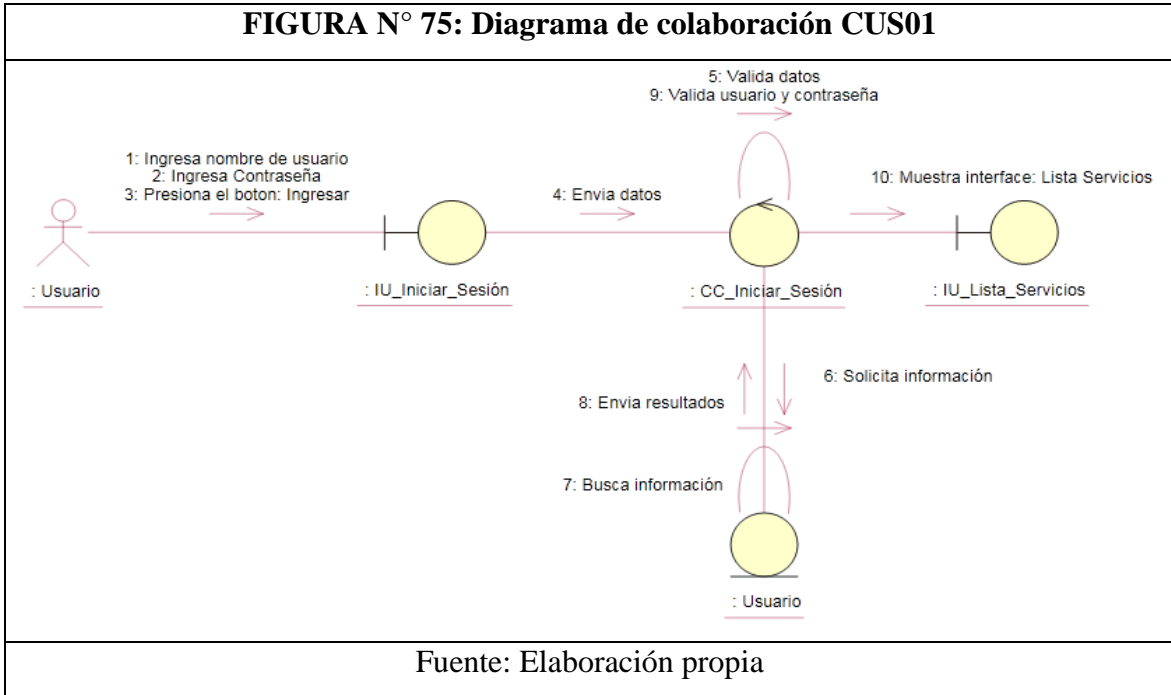 FIGURA N° 75: Diagrama de colaboración CUS01
5: Valida datos
9: Valida usuario y contraseña
1: Ingresa nombre de usuario
2: Ingresa Contraseña
3: Presiona el boton: Ingresar
4: Envia datos
10: Muestra interface: Lista Servicios
: Usuario
: IU_Iniciar_Sesión
: CC_Iniciar_Sesión
: IU_Lista_Servicios
6: Solicita información
8: Envia resultados
7: Busca información
: Usuario
Fuente: Elaboración propia